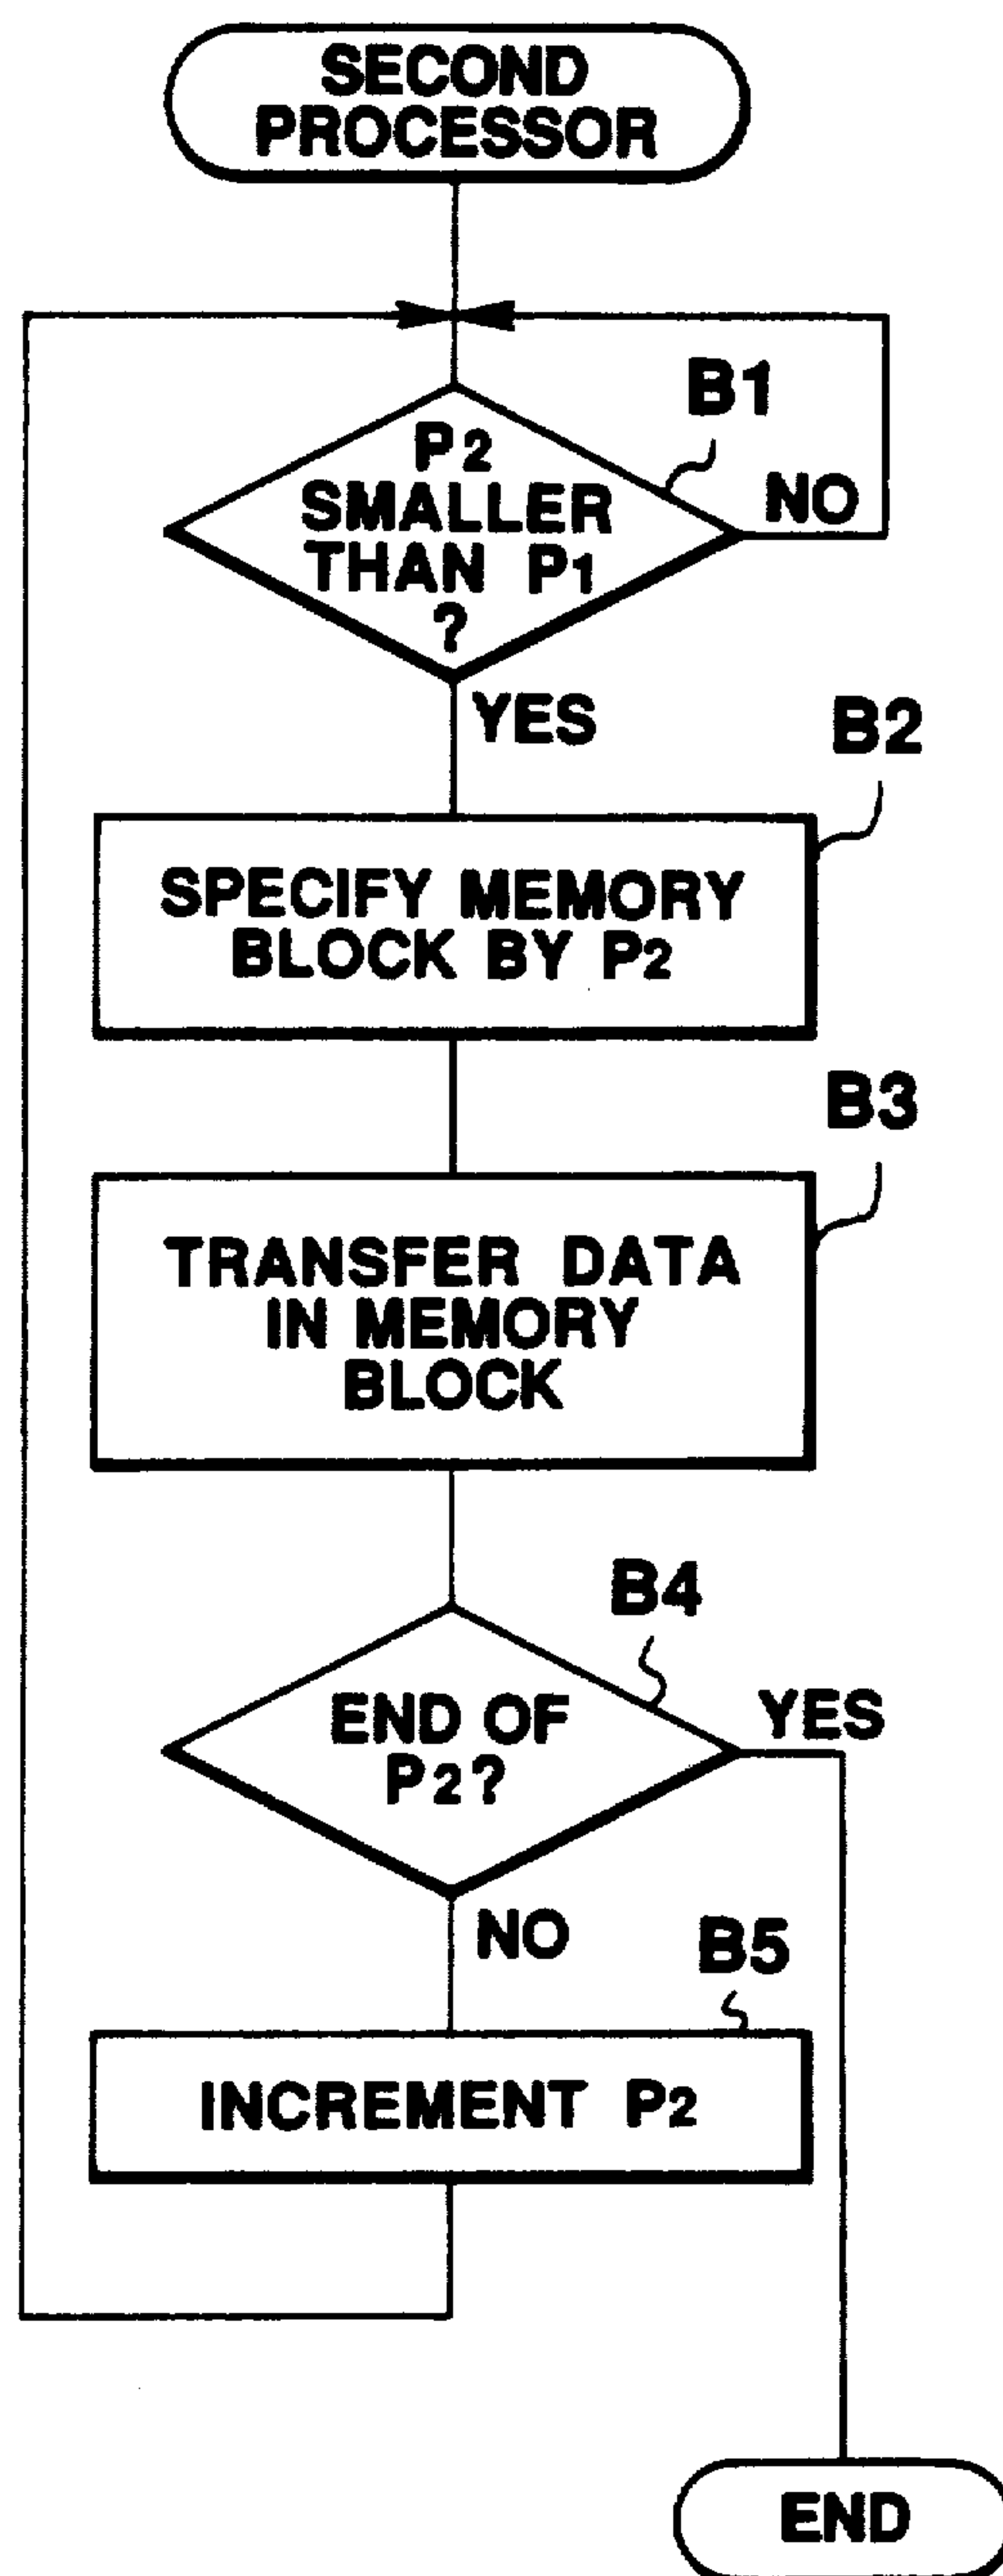 SECOND
PROCESSOR
B1
P2
SMALLER
THAN P1
?
NO
YES
B2
SPECIFY MEMORY
BLOCK BY P2
B3
TRANSFER DATA
IN MEMORY
BLOCK
B4
END OF
P2?
YES
NO
B5
INCREMENT P2
END